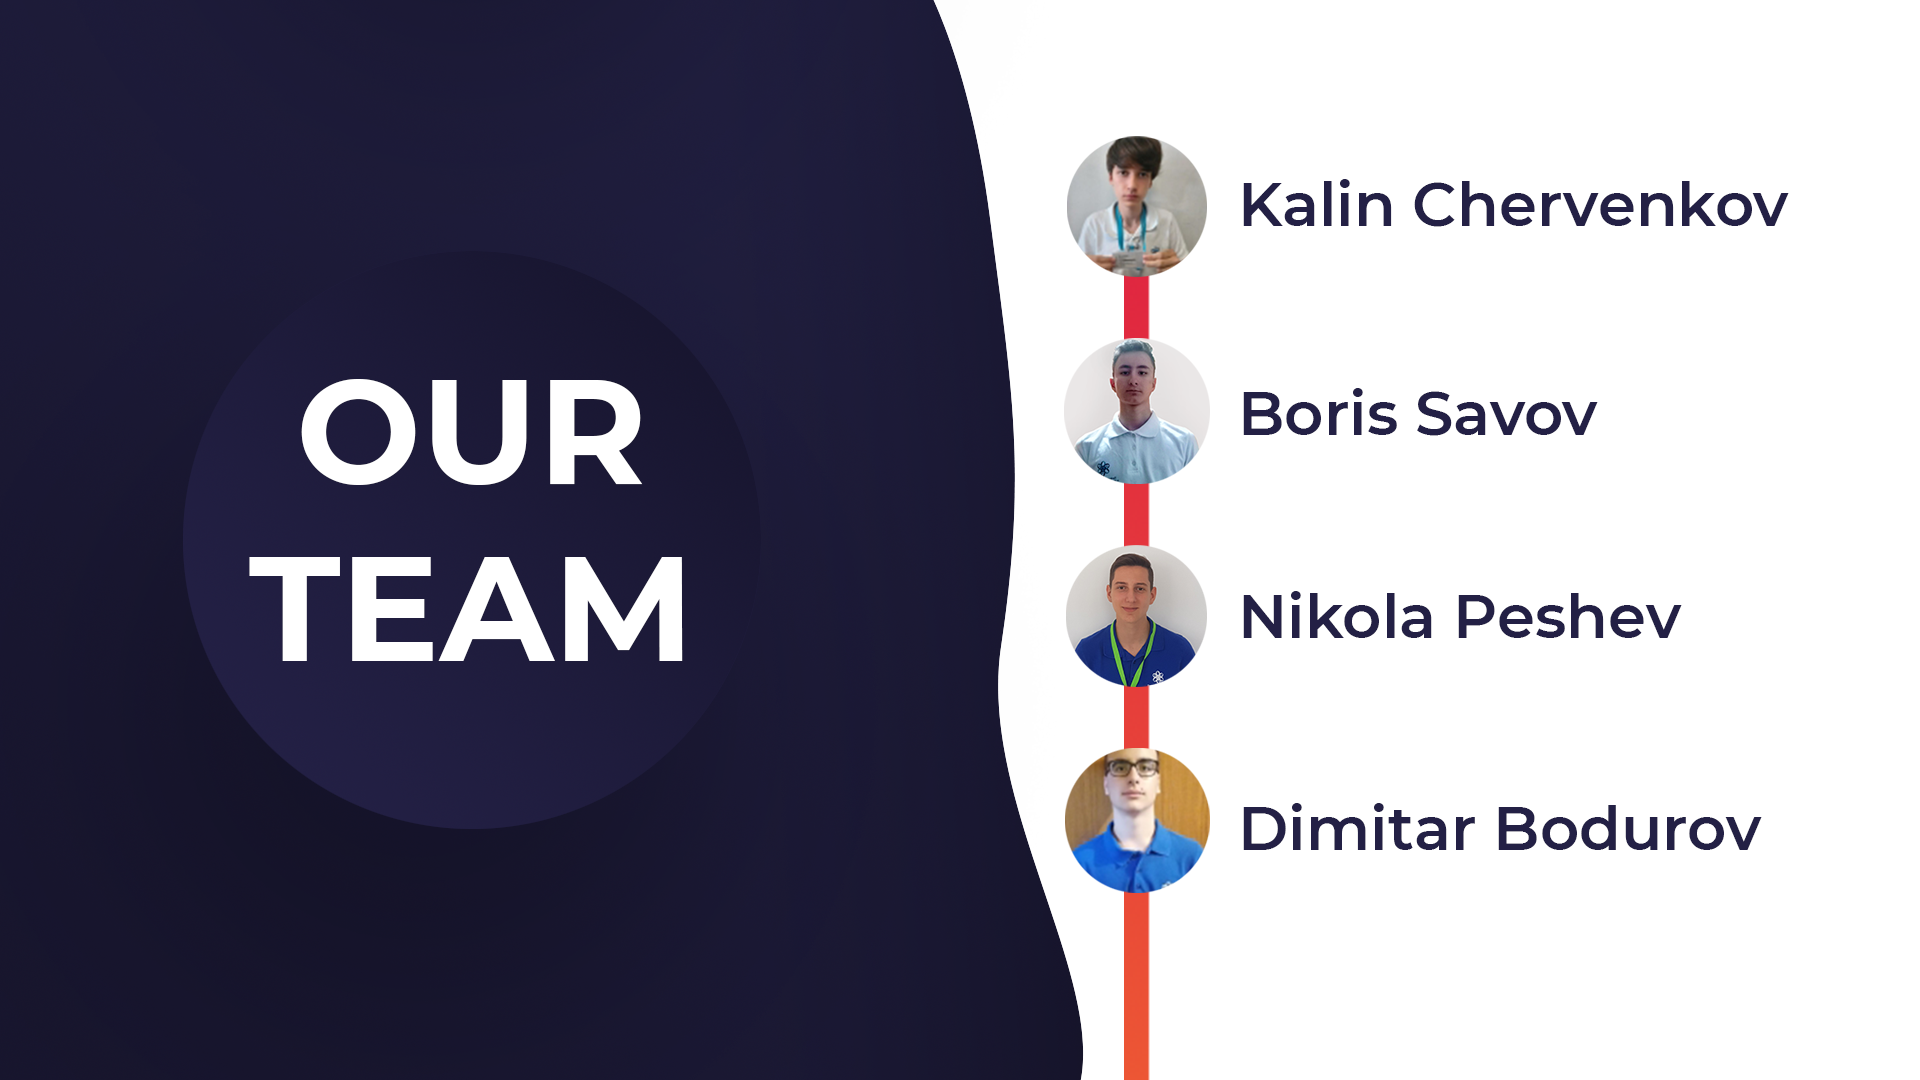 OUR
TEAM
Kalin Chervenkov
Boris Savov
Nikola Peshev
Dimitar Bodurov